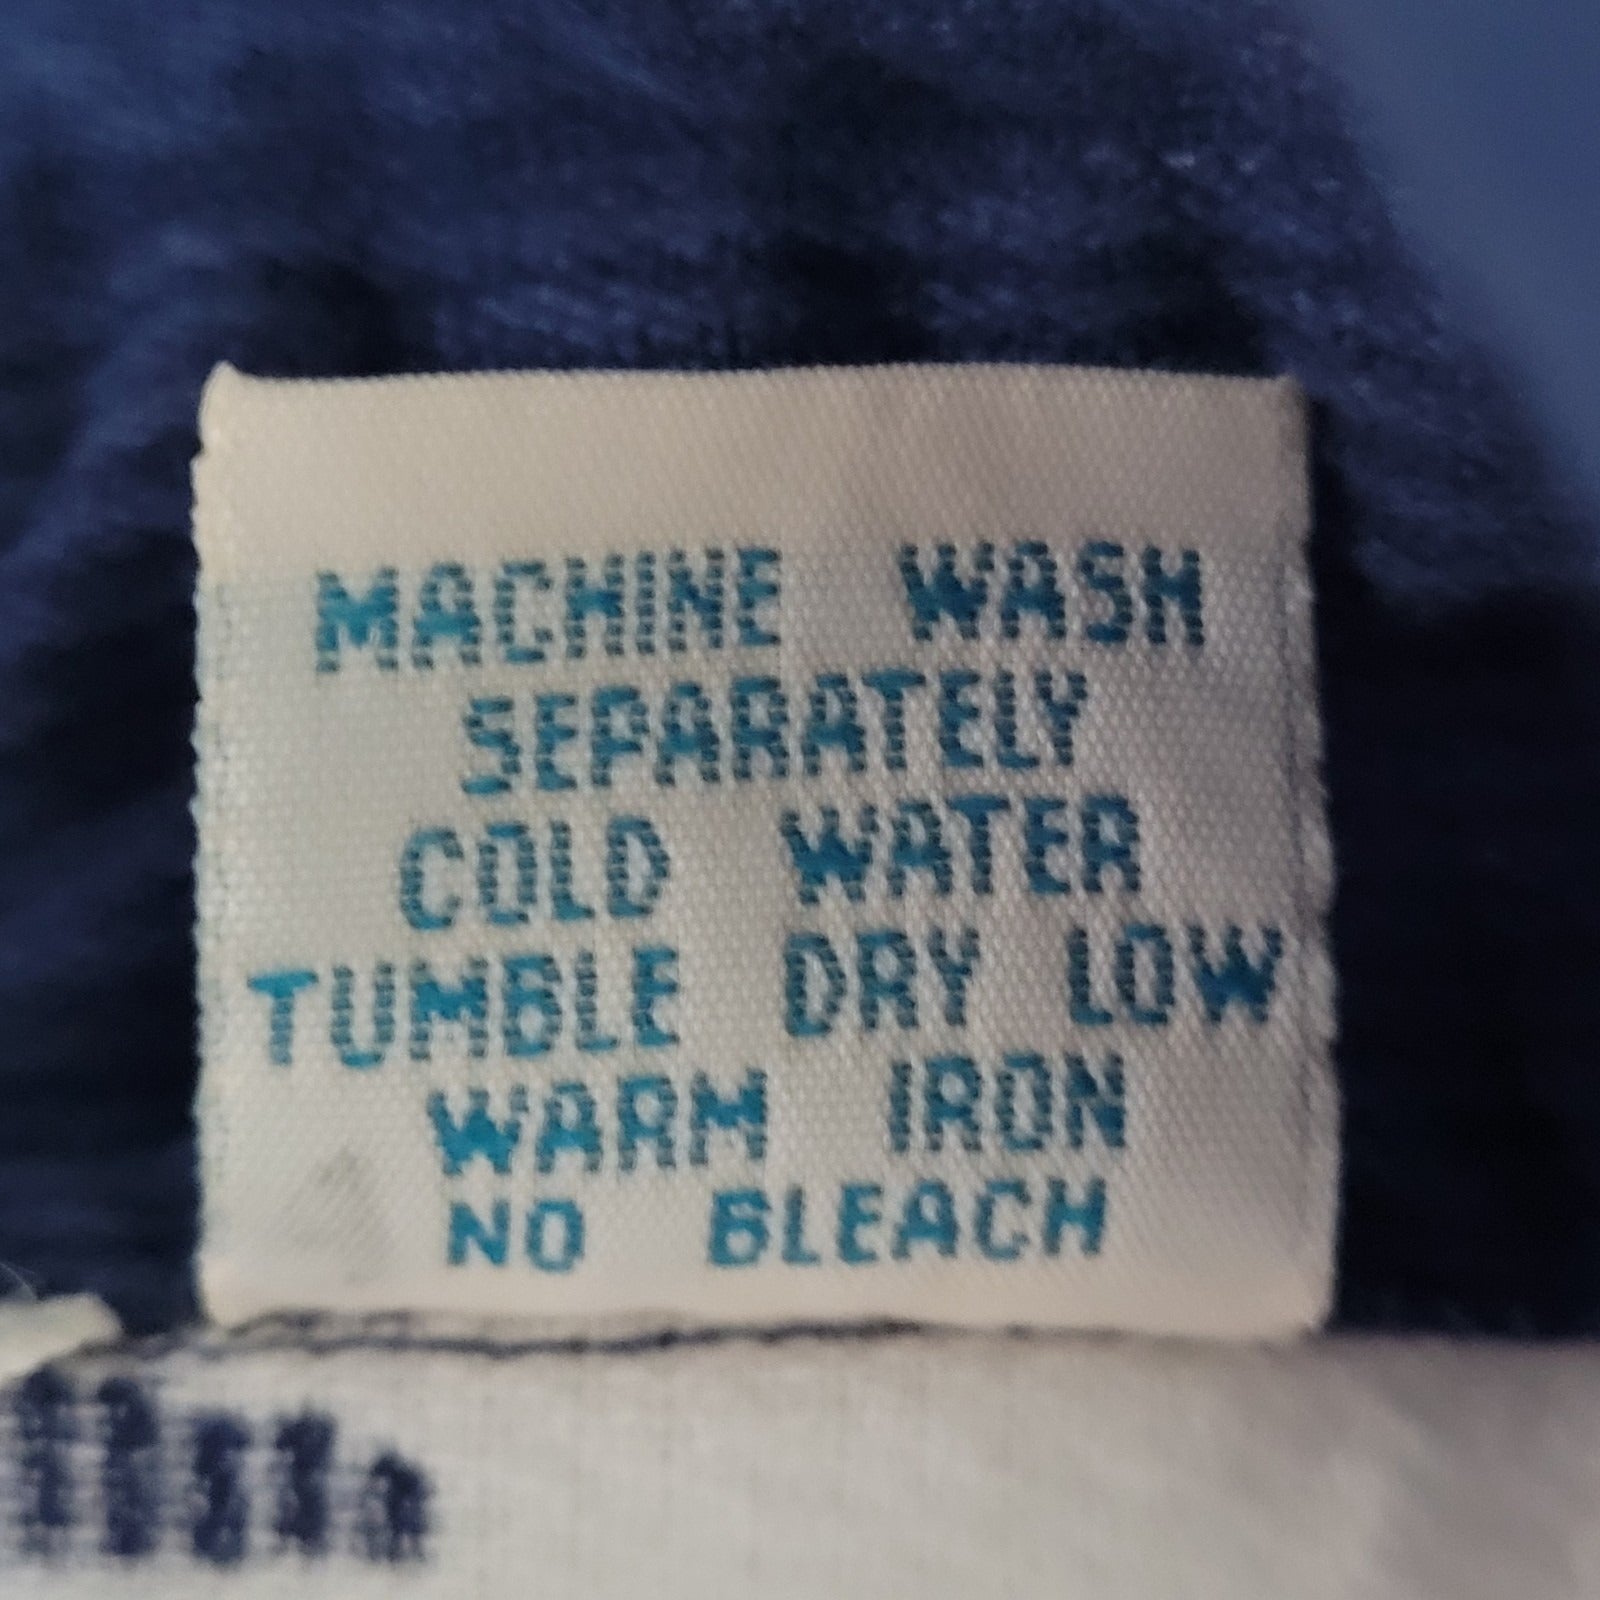 MACHINE WASH
SEPARATELY
COLD WATER
TUMBLE DRY LOW
WARM IRON
NO BLEACH